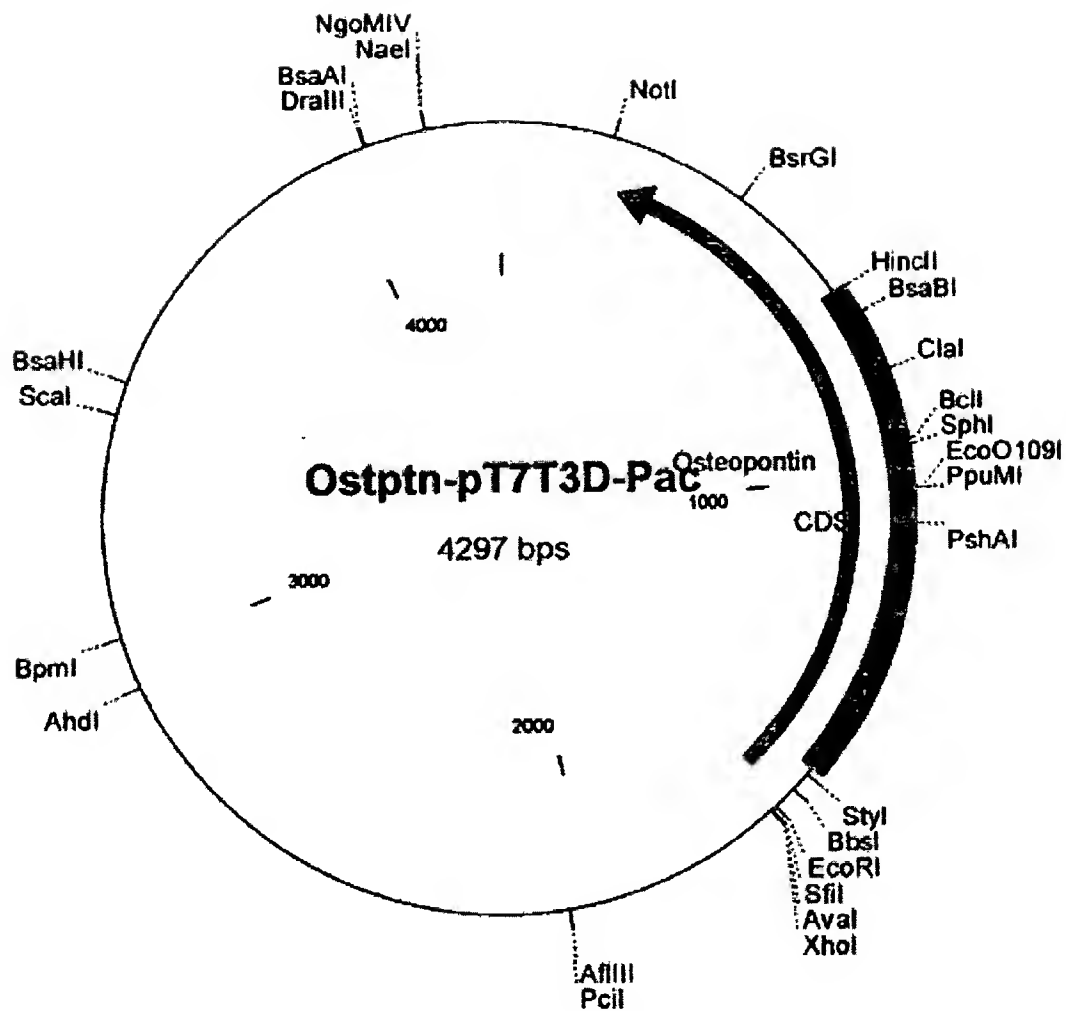 NgoMIV
NaeI
BsaAI
DraIII
NotI
BsrGI
HincII
BsaBI
ClaI
BclI
SphI
EcoO109I
PpuMI
PshAI
4000
BsaHI
ScaI
Ostptn-pT7T3D-Pac
Osteopontin
1000
CDS
4297 bps
3000
BpmI
AhdI
2000
StyI
BbsI
EcoRI
SfiI
AvaI
XhoI
AflIII
PciI